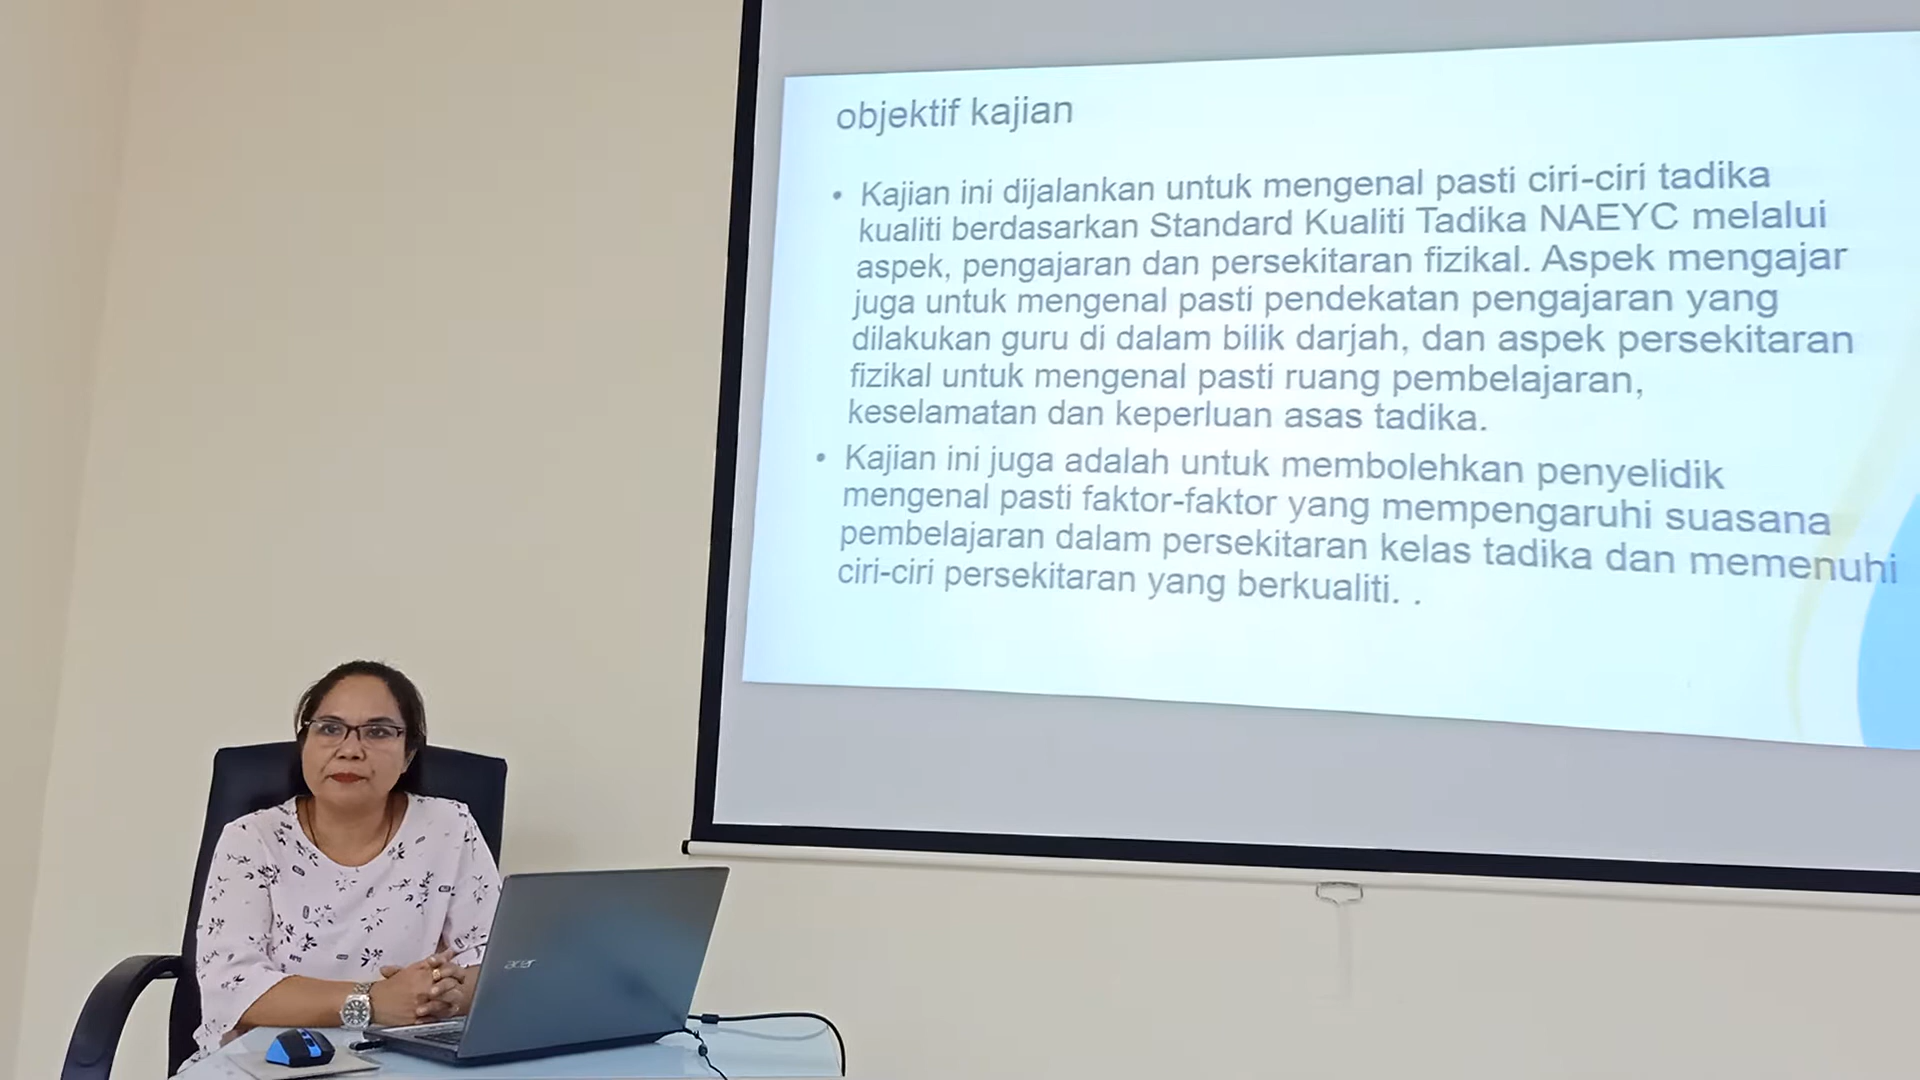 objektif kajian
• Kajian ini dijalankan untuk mengenal pasti ciri-ciri tadika
kualiti berdasarkan Standard Kualiti Tadika NAEYC melalui
aspek, pengajaran dan persekitaran fizikal. Aspek mengajar
juga untuk mengenal pasti pendekatan pengajaran yang
dilakukan guru di dalam bilik darjah, dan aspek persekitaran
fizikal untuk mengenal pasti ruang pembelajaran,
keselamatan dan keperluan asas tadika.
• Kajian ini juga adalah untuk membolehkan penyelidik
mengenal pasti faktor-faktor yang mempengaruhi suasana
pembelajaran dalam persekitaran kelas tadika dan memenuhi
ciri-ciri persekitaran yang berkualiti. .
acer